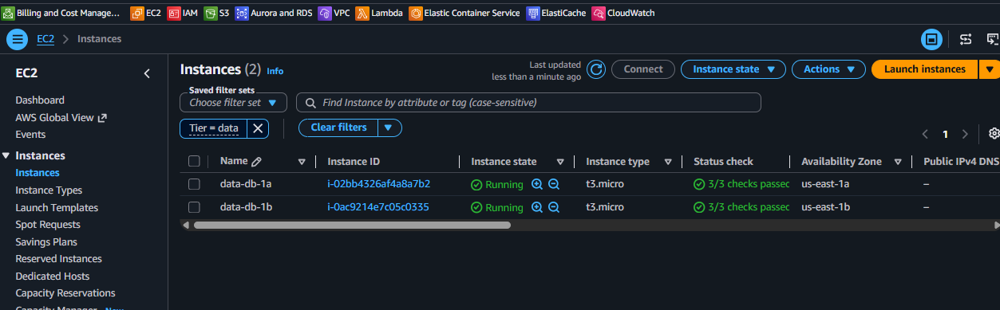 Billing and Cost Manage... EC2 IAM S3 Aurora and RDS VPC Lambda Elastic Container Service ElastiCache CloudWatch
EC2 Instances
EC2
Dashboard
AWS Global View
Events
Instances
Instances
Instance Types
Launch Templates
Spot Requests
Savings Plans
Reserved Instances
Dedicated Hosts
Capacity Reservations
Capacity Manager New
Instances (2) Info
Last updated
less than a minute ago
Connect Instance state Actions Launch instances
Saved filter sets
Choose filter set Find Instance by attribute or tag (case-sensitive)
Tier = data Clear filters 1
Name Instance ID Instance state Instance type Status check Availability Zone Public IPv4 DNS
data-db-1a i-02bb4326af4a8a7b2 Running t3.micro 3/3 checks passed us-east-1a –
data-db-1b i-0ac9214e7c05c0335 Running t3.micro 3/3 checks passed us-east-1b –